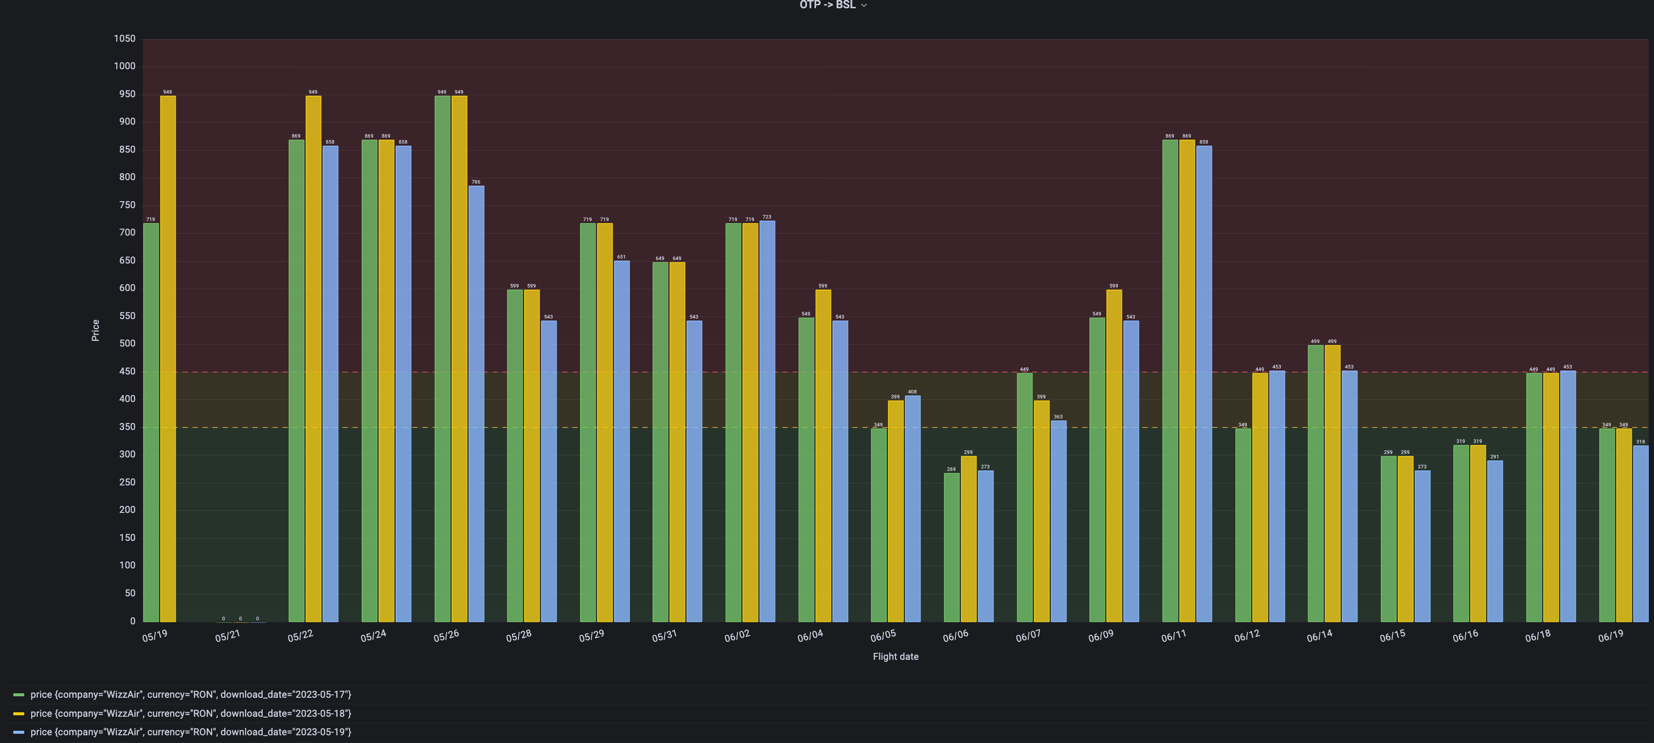 OTP -> BSL
1050
1000
950
900
850
800
750
700
650
600
550
500
450
400
350
300
250
200
150
100
50
0
Price
719 949
0 0 0
869 949 858
869 869 858
949 949 786
599 599 543
719 719 651
649 649 543
719 719 723
549 599 543
349 399 408
269 299 273
449 399 363
549 599 543
869 869 858
349 449 453
499 499 453
299 299 273
319 319 291
449 449 453
349 349 318
05/19 05/21 05/22 05/24 05/26 05/28 05/29 05/31 06/02 06/04 06/05 06/06 06/07 06/09 06/11 06/12 06/14 06/15 06/16 06/18 06/19
Flight date
price {company="WizzAir", currency="RON", download_date="2023-05-17"}
price {company="WizzAir", currency="RON", download_date="2023-05-18"}
price {company="WizzAir", currency="RON", download_date="2023-05-19"}